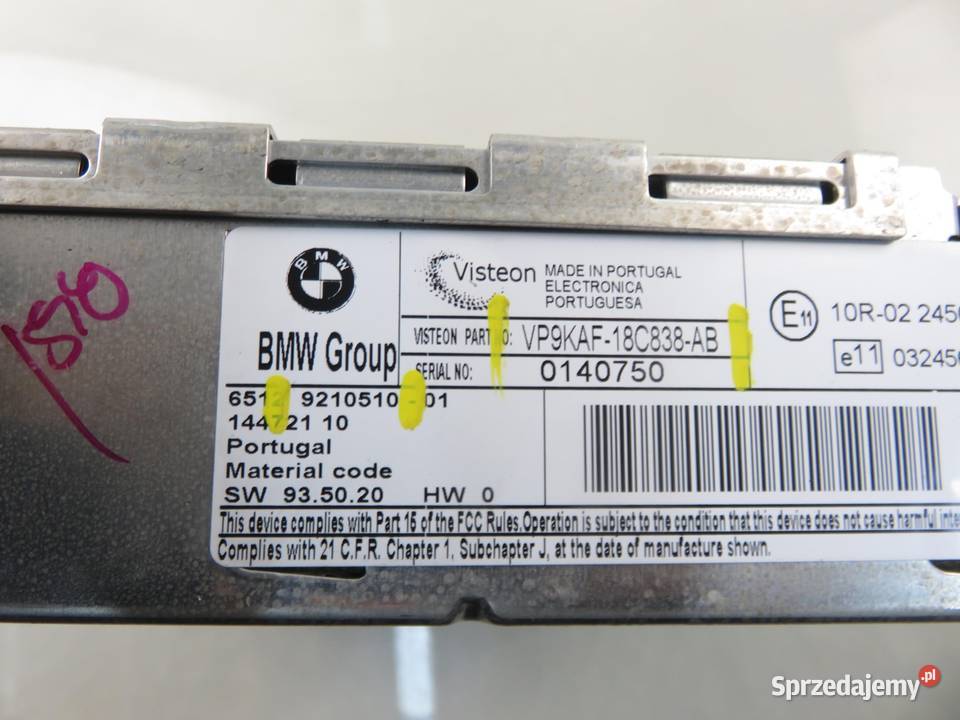 BMW
BMW Group
Visteon
MADE IN PORTUGAL
ELECTRONICA
PORTUGUESA
VISTEON PART NO: VP9KAF-18C838-AB
SERIAL NO: 0140750
E11 10R-02 2450
e11 03245
6512 9210510-01
144721 10
Portugal
Material code
SW 93.50.20 HW 0
This device complies with Part 15 of the FCC Rules.Operation is subject to the condition that this device does not cause harmful
Complies with 21 C.F.R. Chapter 1, Subchapter J, at the date of manufacture shown.
Sprzedajemy.pl